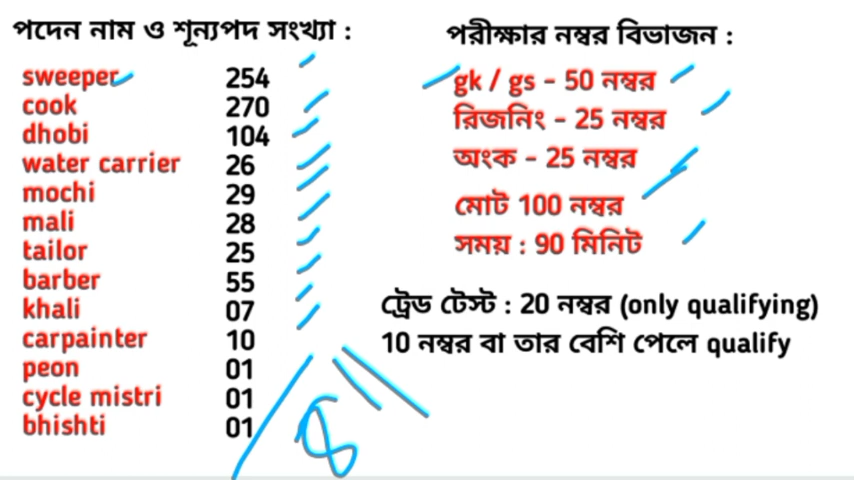 পদেন নাম ও শূন্যপদ সংখ্যা :
sweeper 254
cook 270
dhobi 104
water carrier 26
mochi 29
mali 28
tailor 25
barber 55
khali 07
carpainter 10
peon 01
cycle mistri 01
bhishti 01
811
পরীক্ষার নম্বর বিভাজন :
gk / gs - 50 নম্বর
রিজনিং - 25 নম্বর
অংক - 25 নম্বর
মোট 100 নম্বর
সময় : 90 মিনিট
ট্রেড টেস্ট : 20 নম্বর (only qualifying)
10 নম্বর বা তার বেশি পেলে qualify